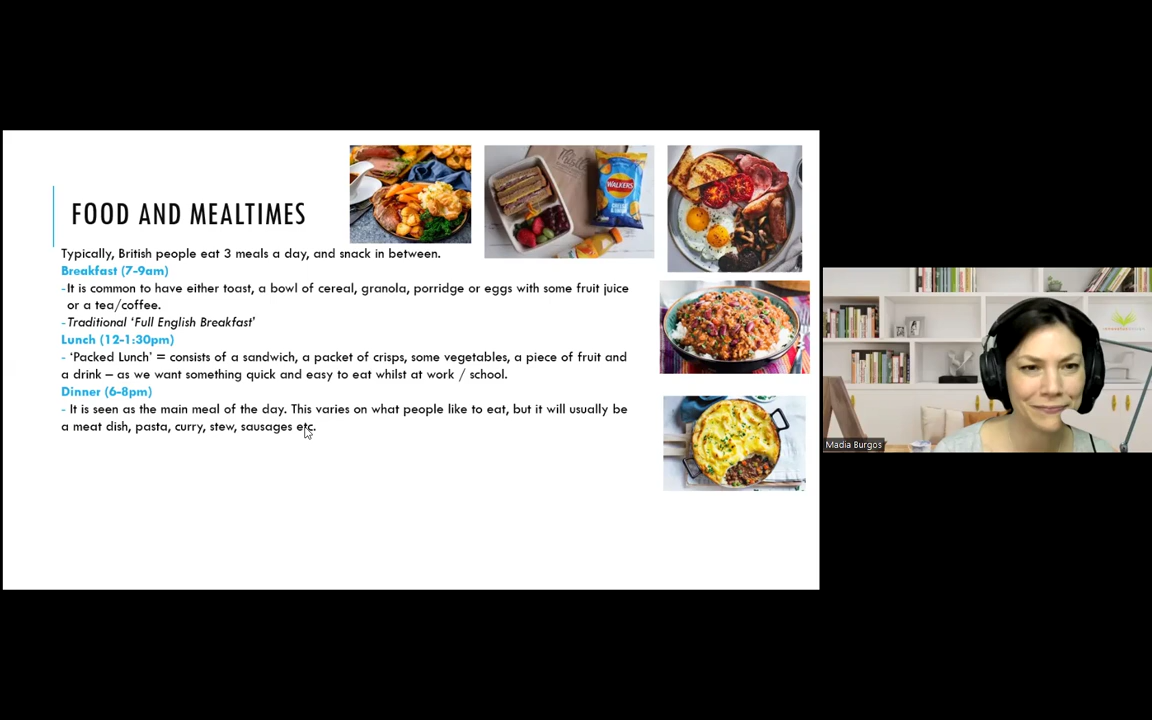 FOOD AND MEALTIMES
WALKERS
Typically, British people eat 3 meals a day, and snack in between.
Breakfast (7-9am)
-It is common to have either toast, a bowl of cereal, granola, porridge or eggs with some fruit juice
or a tea/coffee.
-Traditional ‘Full English Breakfast’
Lunch (12-1:30pm)
- ‘Packed Lunch’ = consists of a sandwich, a packet of crisps, some vegetables, a piece of fruit and
a drink – as we want something quick and easy to eat whilst at work / school.
Dinner (6-8pm)
- It is seen as the main meal of the day. This varies on what people like to eat, but it will usually be
a meat dish, pasta, curry, stew, sausages etc.
Madia Burgos